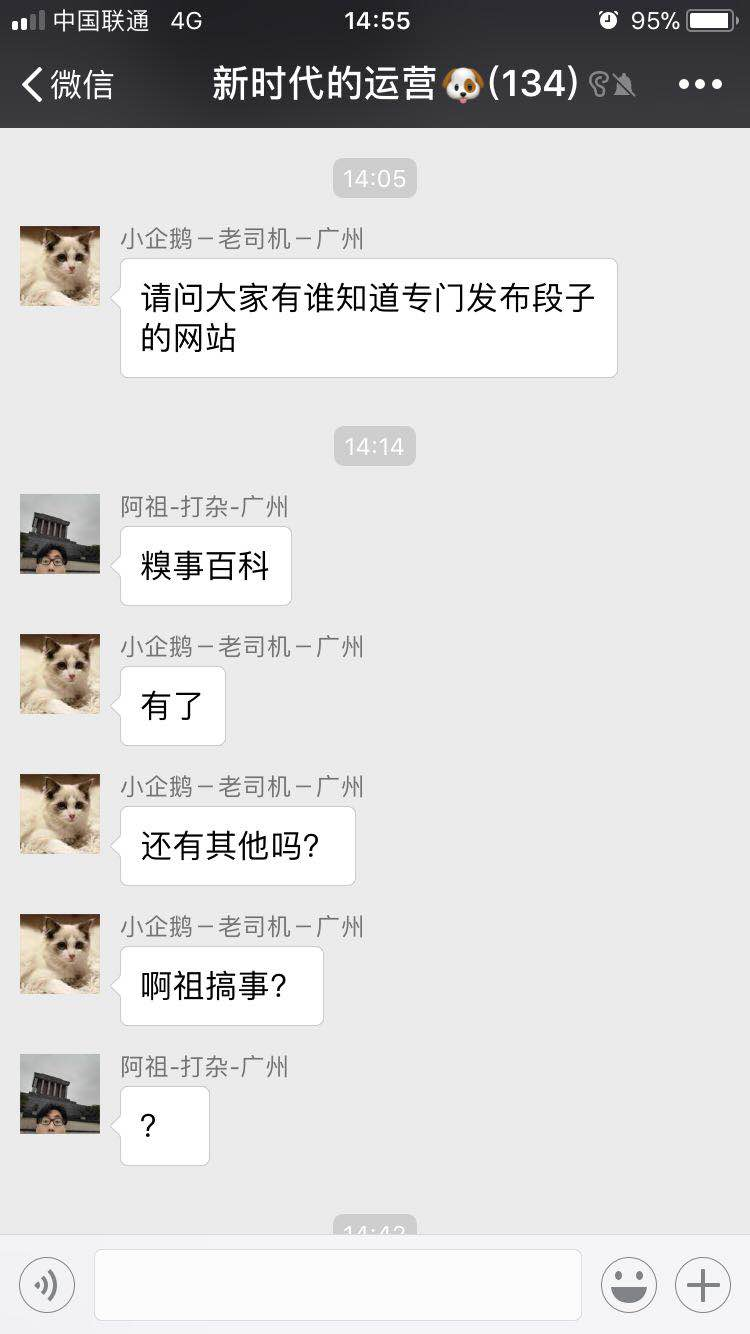 中国联通 4G 14:55 95%
微信 新时代的运营🐶(134)
14:05
小企鹅－老司机－广州
请问大家有谁知道专门发布段子
的网站
14:14
阿祖-打杂-广州
糗事百科
小企鹅－老司机－广州
有了
小企鹅－老司机－广州
还有其他吗?
小企鹅－老司机－广州
啊祖搞事?
阿祖-打杂-广州
?